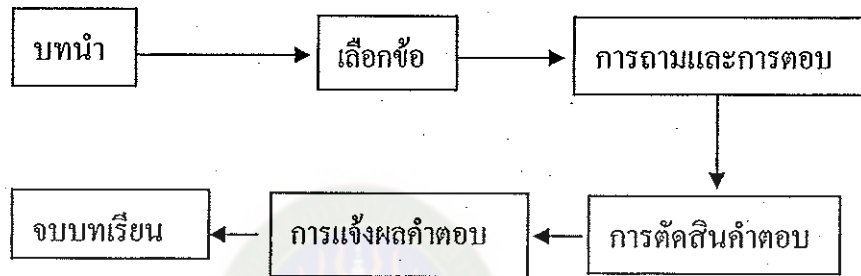 บทนำ
เลือกข้อ
การถามและการตอบ
จบบทเรียน
การแจ้งผลคำตอบ
การตัดสินคำตอบ